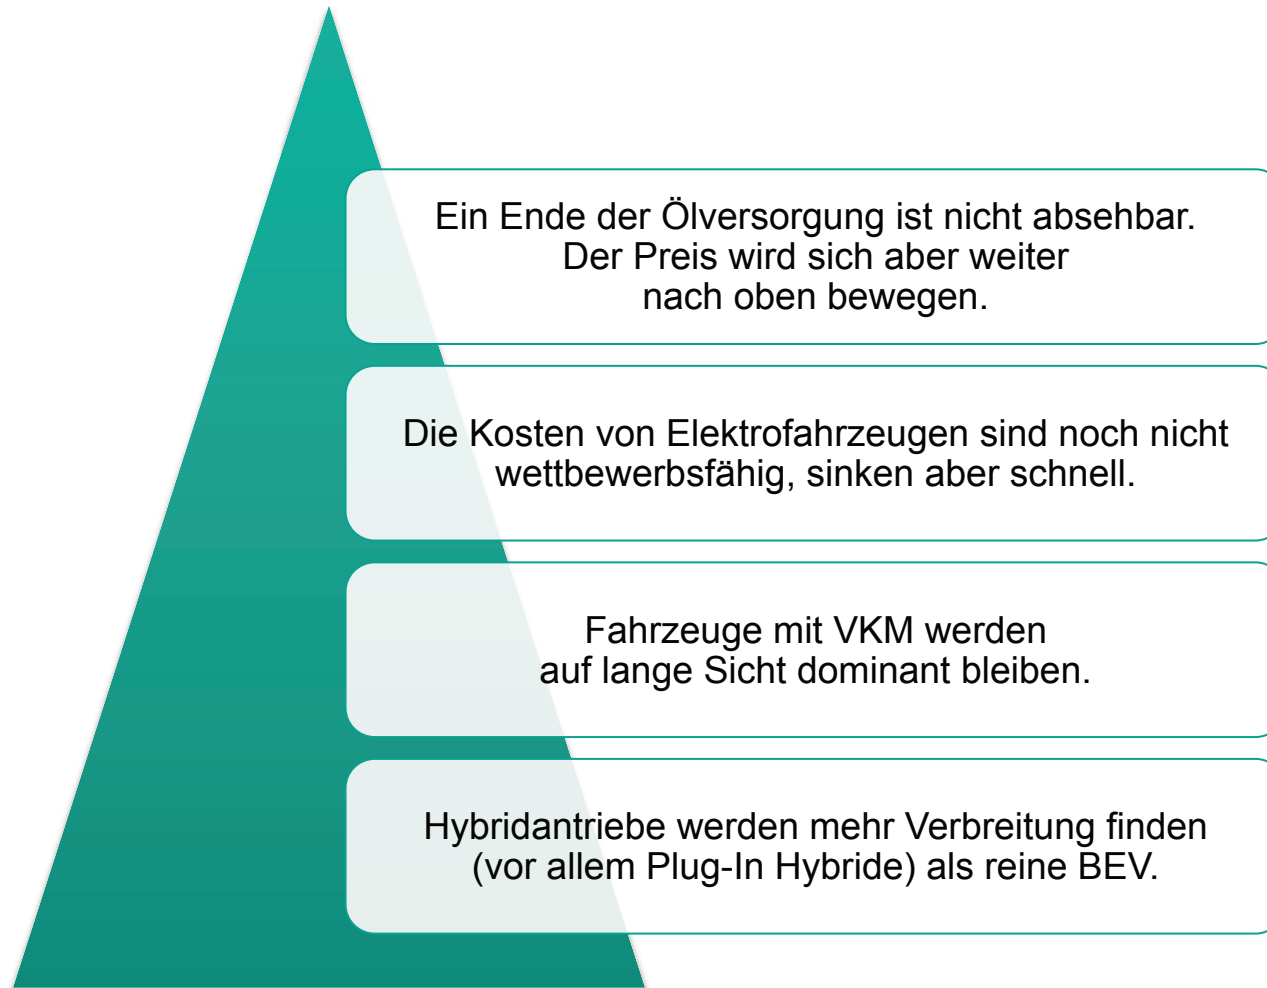 Ein Ende der Ölversorgung ist nicht absehbar.
Der Preis wird sich aber weiter
nach oben bewegen.
Die Kosten von Elektrofahrzeugen sind noch nicht
wettbewerbsfähig, sinken aber schnell.
Fahrzeuge mit VKM werden
auf lange Sicht dominant bleiben.
Hybridantriebe werden mehr Verbreitung finden
(vor allem Plug-In Hybride) als reine BEV.